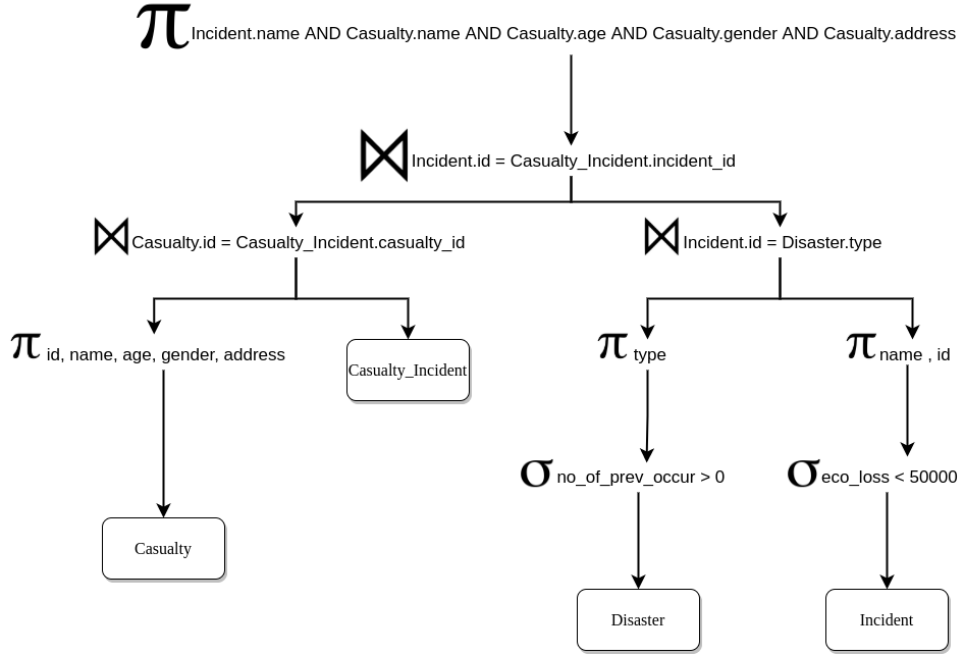 π Incident.name AND Casualty.name AND Casualty.age AND Casualty.gender AND Casualty.address
⋈ Incident.id = Casualty_Incident.incident_id
⋈ Casualty.id = Casualty_Incident.casualty_id
⋈ Incident.id = Disaster.type
π id, name, age, gender, address
Casualty_Incident
π type
π name , id
σ no_of_prev_occur > 0
σ eco_loss < 50000
Casualty
Disaster
Incident